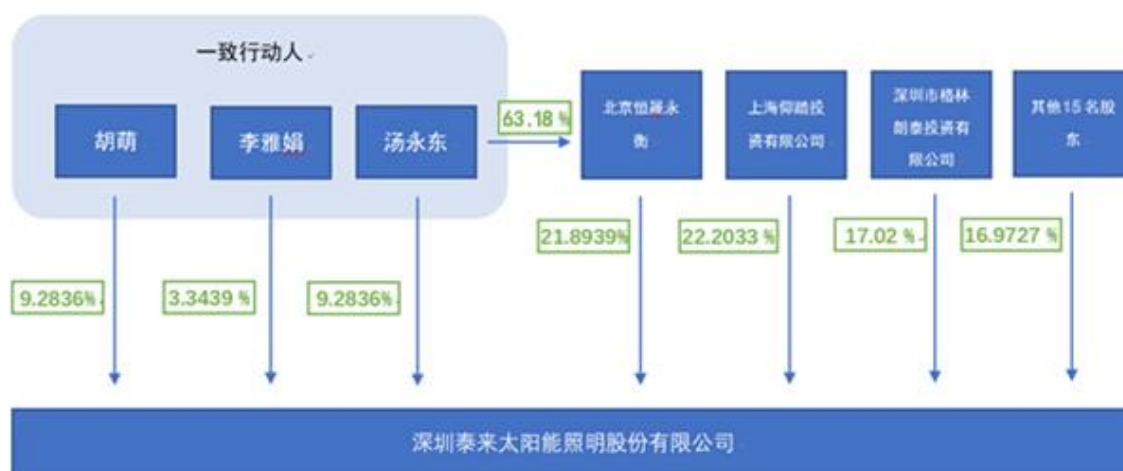 一致行动人
胡萌
李雅娟
汤永东
63.18 %
北京恒晟永
衡
上海仰踏投
资有限公司
深圳市格林
朗泰投资有
限公司
其他15名股
东
9.2836%
3.3439 %
9.2836%
21.8939%
22.2033 %
17.02 %
16.9727 %
深圳泰来太阳能照明股份有限公司